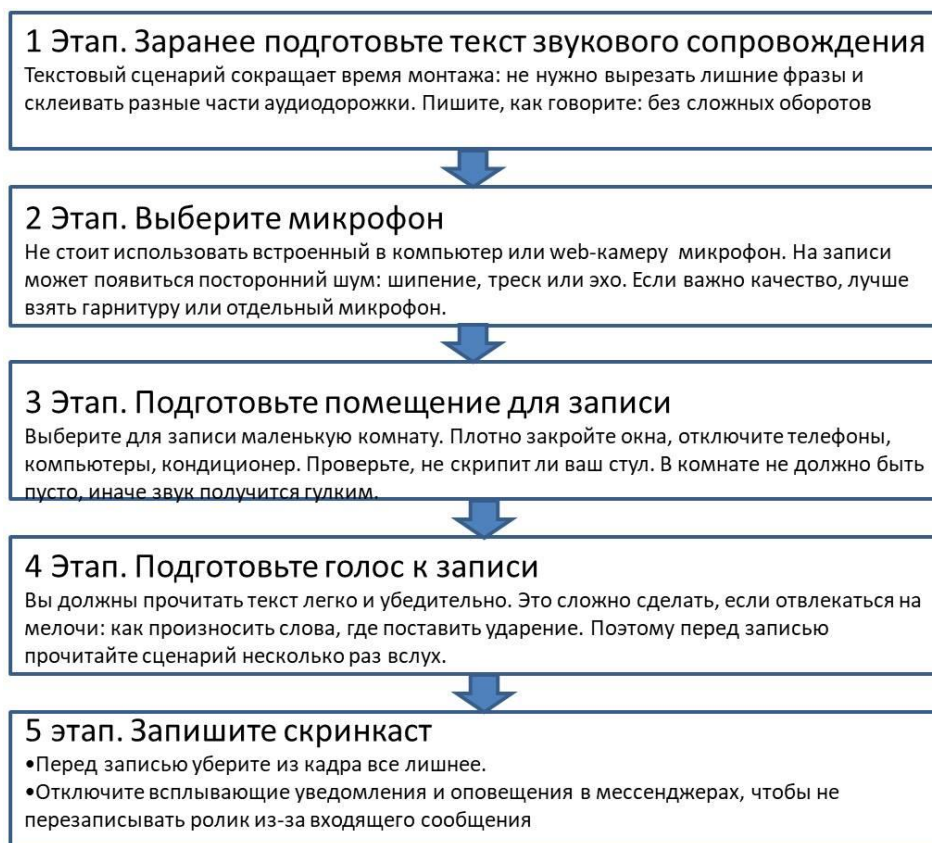 1 Этап. Заранее подготовьте текст звукового сопровождения
Текстовый сценарий сокращает время монтажа: не нужно вырезать лишние фразы и
склеивать разные части аудиодорожки. Пишите, как говорите: без сложных оборотов
2 Этап. Выберите микрофон
Не стоит использовать встроенный в компьютер или web-камеру микрофон. На записи
может появиться посторонний шум: шипение, треск или эхо. Если важно качество, лучше
взять гарнитуру или отдельный микрофон.
3 Этап. Подготовьте помещение для записи
Выберите для записи маленькую комнату. Плотно закройте окна, отключите телефоны,
компьютеры, кондиционер. Проверьте, не скрипит ли ваш стул. В комнате не должно быть
пусто, иначе звук получится гулким.
4 Этап. Подготовьте голос к записи
Вы должны прочитать текст легко и убедительно. Это сложно сделать, если отвлекаться на
мелочи: как произносить слова, где поставить ударение. Поэтому перед записью
прочитайте сценарий несколько раз вслух.
5 этап. Запишите скринкаст
•Перед записью уберите из кадра все лишнее.
•Отключите всплывающие уведомления и оповещения в мессенджерах, чтобы не
перезаписывать ролик из-за входящего сообщения